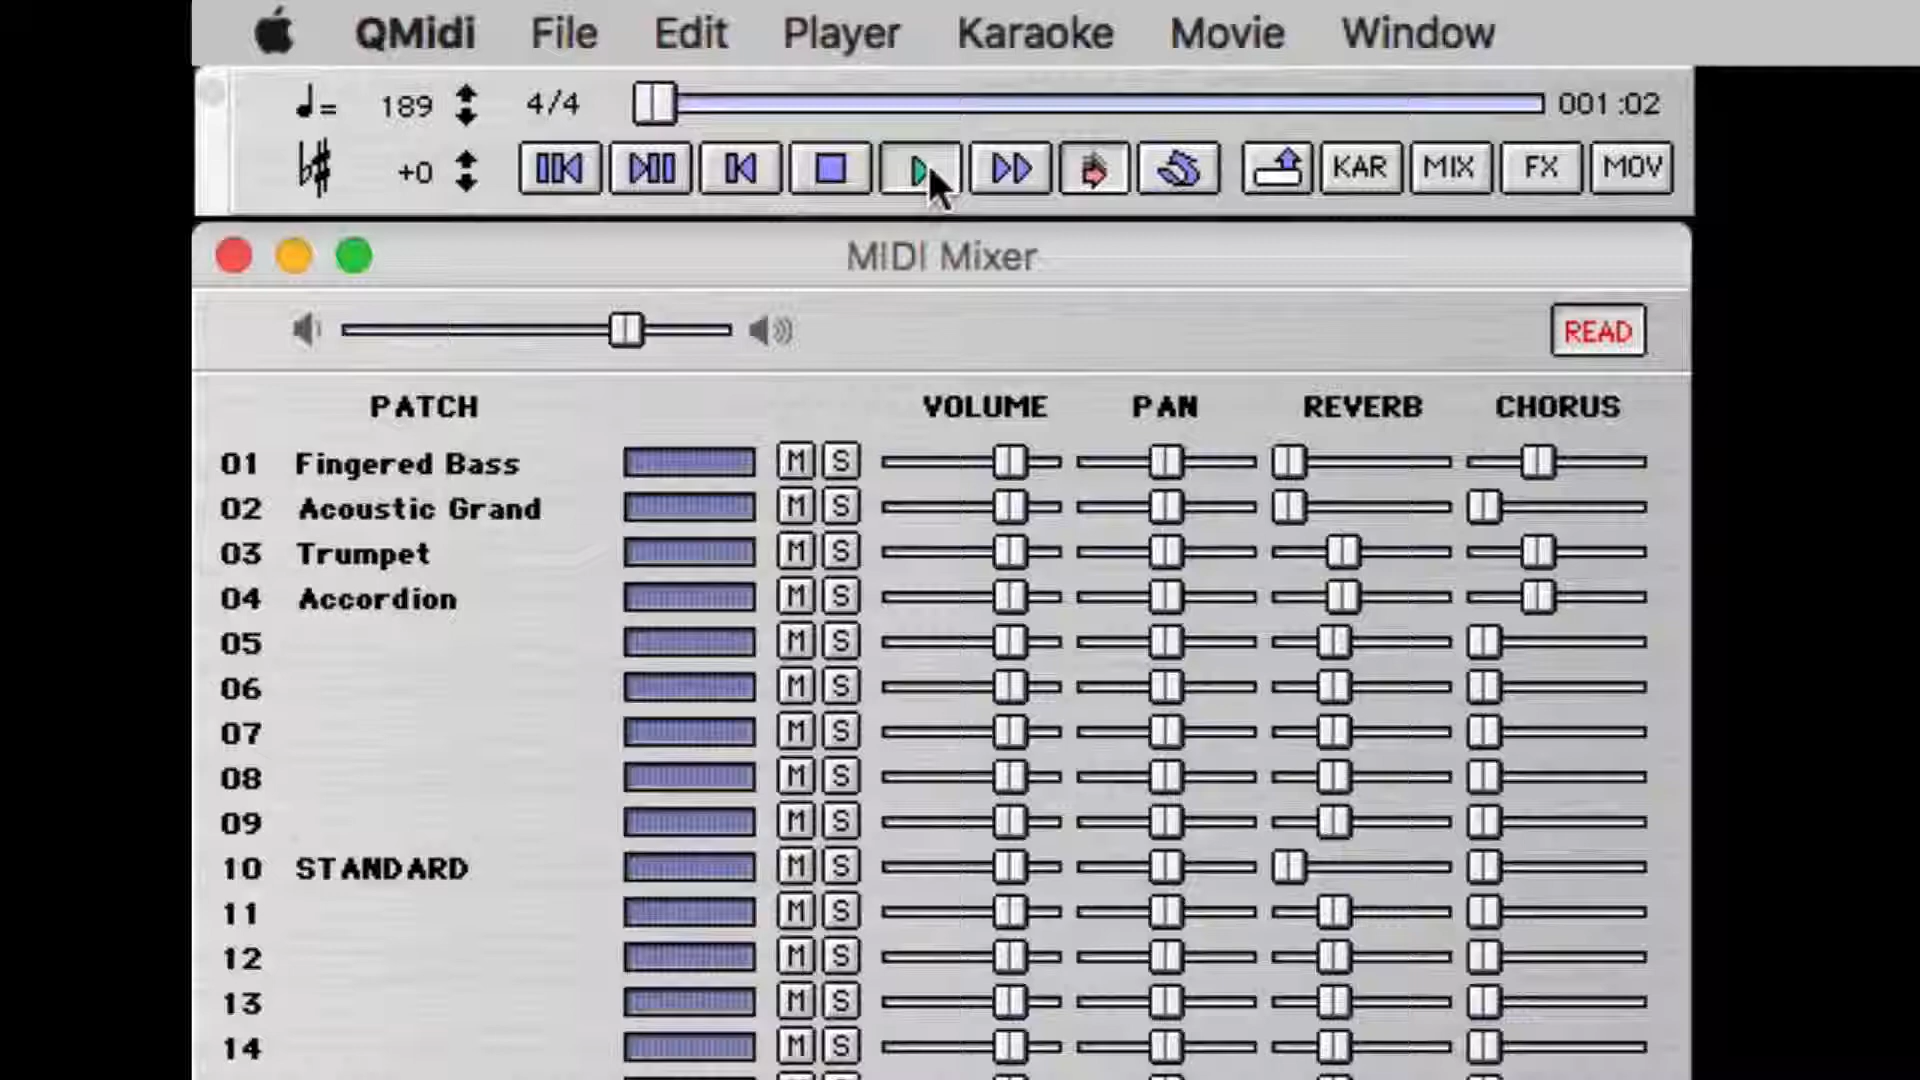 QMidi File Edit Player Karaoke Movie Window
= 189 4/4 001:02
+0 KAR MIX FX MOV
MIDI Mixer
READ
PATCH VOLUME PAN REVERB CHORUS
01 Fingered Bass M S
02 Acoustic Grand M S
03 Trumpet M S
04 Accordion M S
05 M S
06 M S
07 M S
08 M S
09 M S
10 STANDARD M S
11 M S
12 M S
13 M S
14 M S